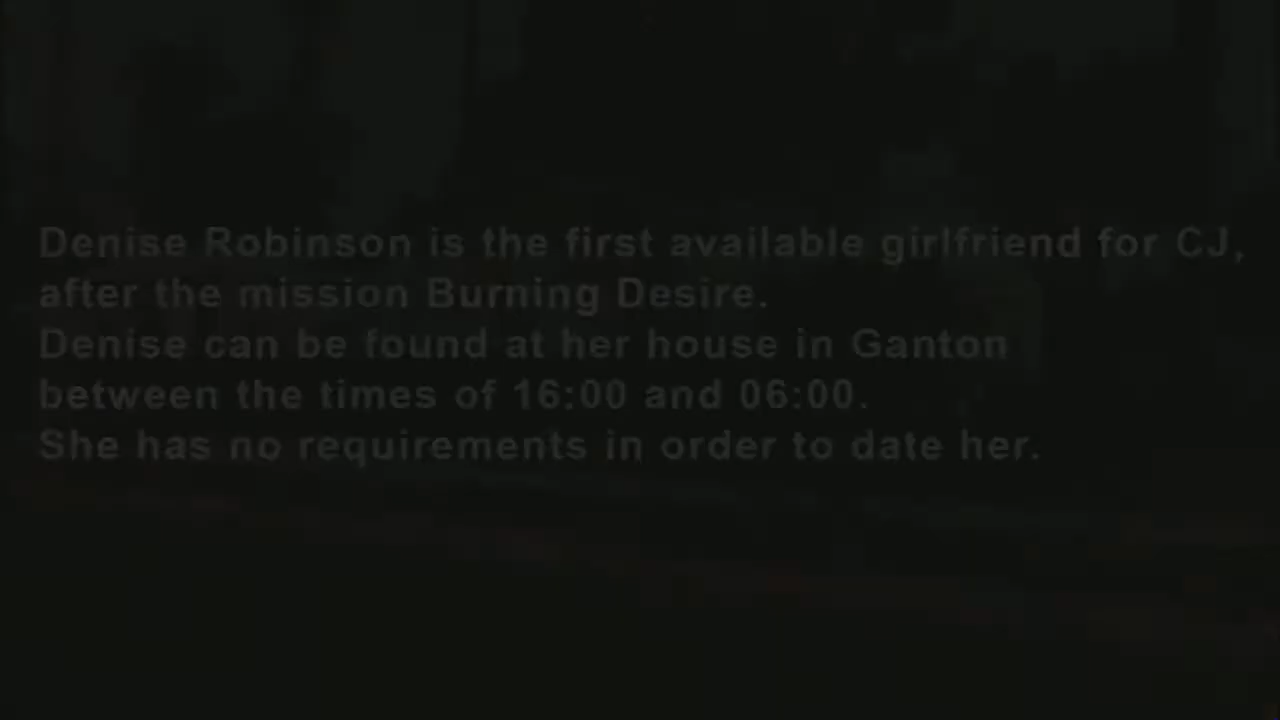 Denise Robinson is the first available girlfriend for CJ,
after the mission Burning Desire.
Denise can be found at her house in Ganton
between the times of 16:00 and 06:00.
She has no requirements in order to date her.